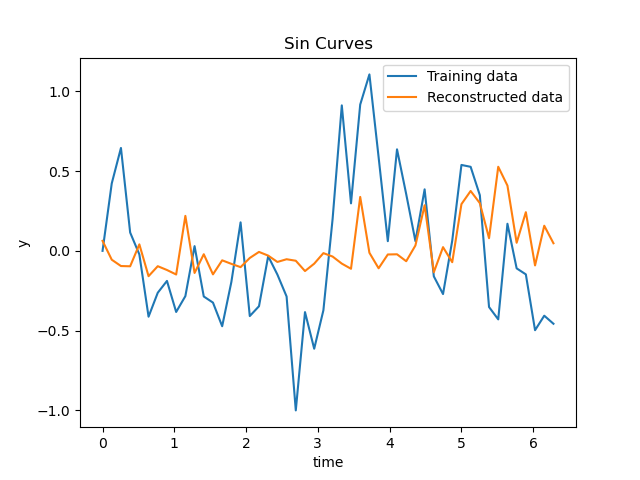 Sin Curves
Training data
Reconstructed data
1.0
0.5
0.0
−0.5
−1.0
y
0 1 2 3 4 5 6
time